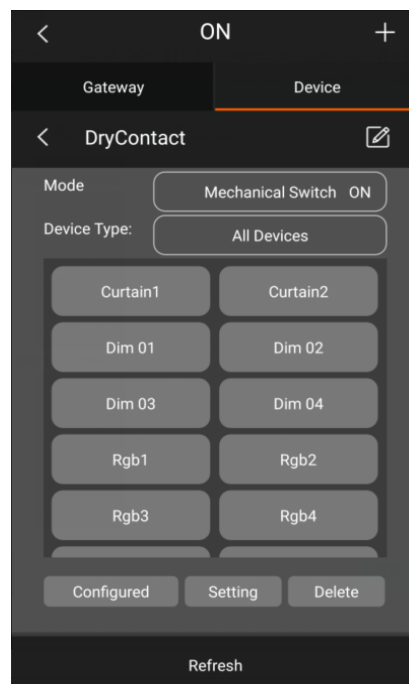 ON
Gateway Device
DryContact
Mode Mechanical Switch ON
Device Type: All Devices
Curtain1 Curtain2
Dim 01 Dim 02
Dim 03 Dim 04
Rgb1 Rgb2
Rgb3 Rgb4
Configured Setting Delete
Refresh